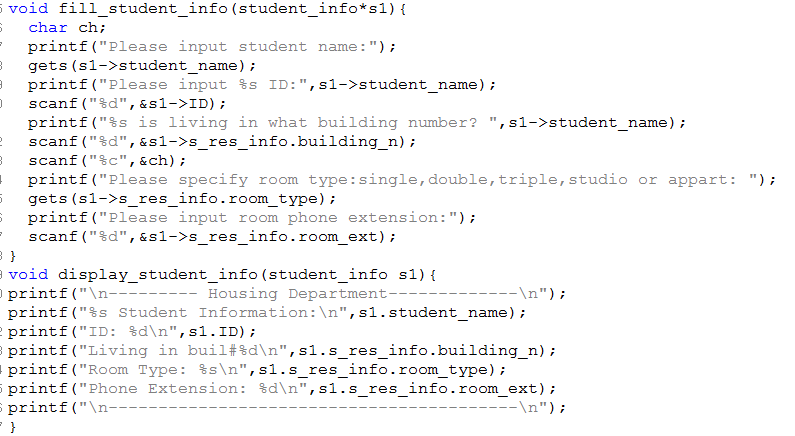 void fill_student_info(student_info*s1){
char ch;
printf("Please input student name:");
gets(s1->student_name);
printf("Please input %s ID:",s1->student_name);
scanf("%d",&s1->ID);
printf("%s is living in what building number? ",s1->student_name);
scanf("%d",&s1->s_res_info.building_n);
scanf("%c",&ch);
printf("Please specify room type:single,double,triple,studio or appart: ");
gets(s1->s_res_info.room_type);
printf("Please input room phone extension:");
scanf("%d",&s1->s_res_info.room_ext);
}
void display_student_info(student_info s1){
printf("\n--------- Housing Department-------------\n");
printf("%s Student Information:\n",s1.student_name);
printf("ID: %d\n",s1.ID);
printf("Living in buil#%d\n",s1.s_res_info.building_n);
printf("Room Type: %s\n",s1.s_res_info.room_type);
printf("Phone Extension: %d\n",s1.s_res_info.room_ext);
printf("\n-----------------------------------------\n");
}